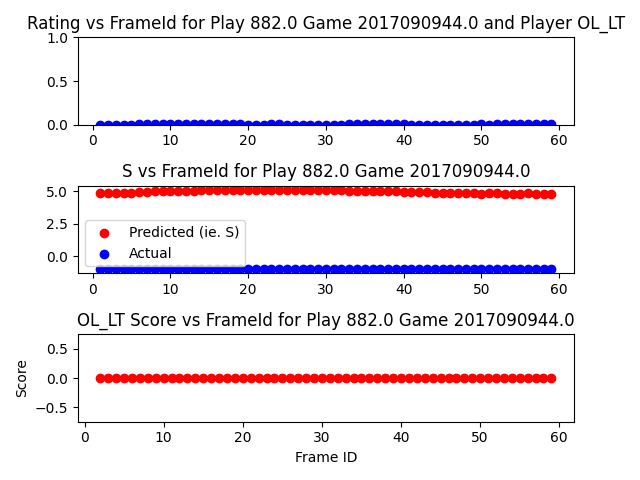 Rating vs FrameId for Play 882.0 Game 2017090944.0 and Player OL_LT
1.0
0.5
0.0
0 10 20 30 40 50 60
S vs FrameId for Play 882.0 Game 2017090944.0
5.0
2.5
0.0
Predicted (ie. S)
Actual
0 10 20 30 40 50 60
OL_LT Score vs FrameId for Play 882.0 Game 2017090944.0
Score
0.5
0.0
−0.5
0 10 20 30 40 50 60
Frame ID